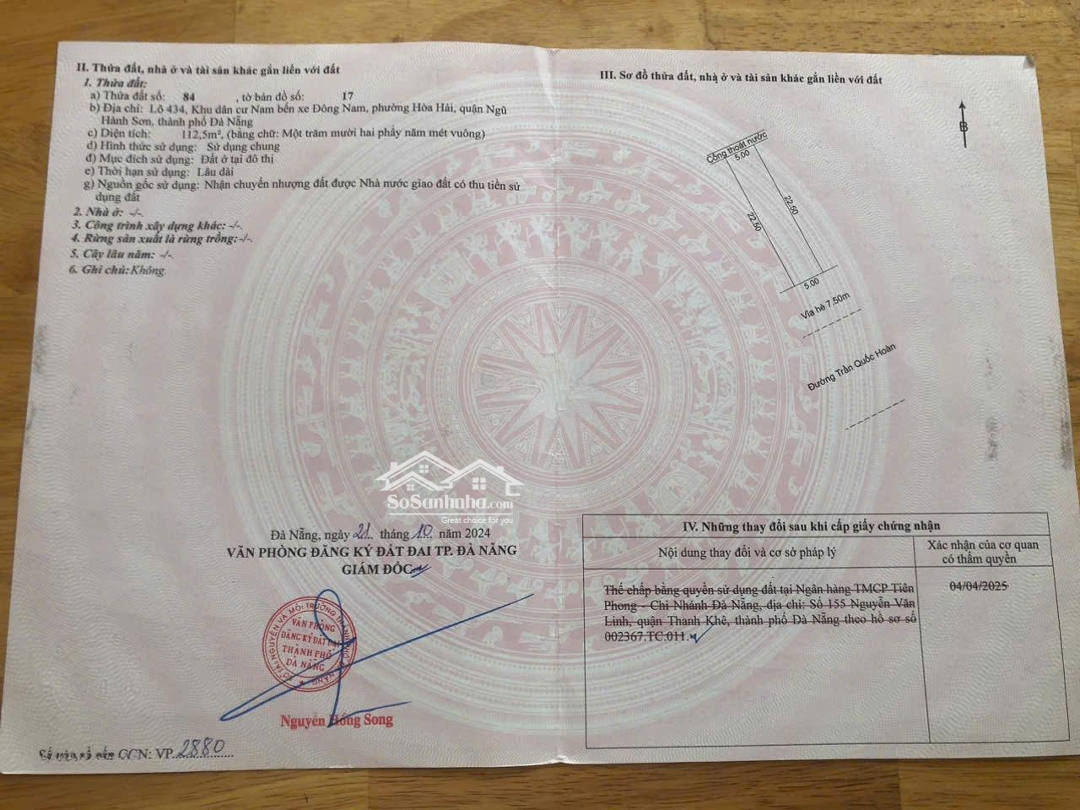 II. Thửa đất, nhà ở và tài sản khác gắn liền với đất
1. Thửa đất:
a) Thửa đất số: 84 , tờ bản đồ số: 17
b) Địa chỉ: Lô 434, Khu dân cư Nam bến xe Đông Nam, phường Hòa Hải, quận Ngũ
Hành Sơn, thành phố Đà Nẵng
c) Diện tích: 112,5m², (bằng chữ: Một trăm mười hai phẩy năm mét vuông)
d) Hình thức sử dụng: Sử dụng chung
đ) Mục đích sử dụng: Đất ở tại đô thị
e) Thời hạn sử dụng: Lâu dài
g) Nguồn gốc sử dụng: Nhận chuyển nhượng đất được Nhà nước giao đất có thu tiền sử
dụng đất
2. Nhà ở: -/-.
3. Công trình xây dựng khác: -/-.
4. Rừng sản xuất là rừng trồng: -/-.
5. Cây lâu năm: -/-.
6. Ghi chú: Không.
Đà Nẵng, ngày 21 tháng 10 năm 2024
VĂN PHÒNG ĐĂNG KÝ ĐẤT ĐAI TP. ĐÀ NẴNG
GIÁM ĐỐC
VĂN PHÒNG
ĐĂNG KÝ ĐẤT ĐAI
THÀNH PHỐ
ĐÀ NẴNG
Nguyễn Hồng Song
GCN: VP 2880
SoSanhnha.com
Great choice for you
III. Sơ đồ thửa đất, nhà ở và tài sản khác gắn liền với đất
B
Cống thoát nước
5.00
22.50
22.50
5.00
Vỉa hè 7.50m
Đường Trần Quốc Hoàn
IV. Những thay đổi sau khi cấp giấy chứng nhận
Nội dung thay đổi và cơ sở pháp lý
Xác nhận của cơ quan
có thẩm quyền
Thế chấp bằng quyền sử dụng đất tại Ngân hàng TMCP Tiên
Phong - Chi Nhánh Đà Nẵng, địa chỉ: Số 155 Nguyễn Văn
Linh, quận Thanh Khê, thành phố Đà Nẵng theo hồ sơ số
002367.TC.011.
04/04/2025